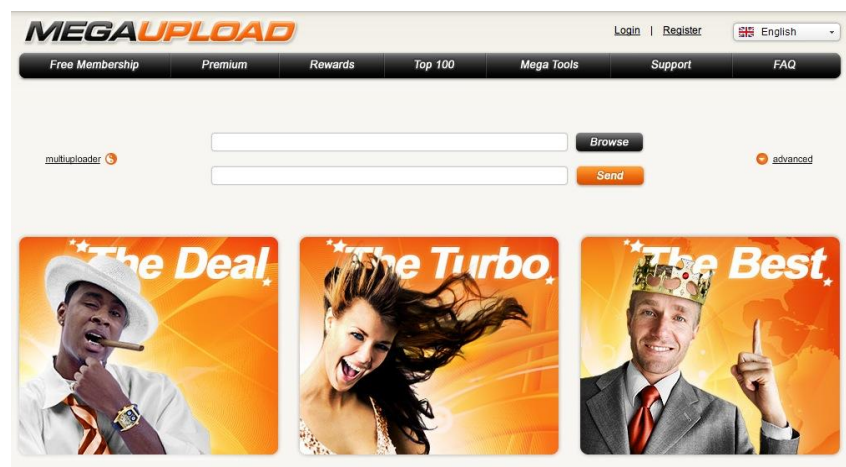 MEGAUPLOAD
Login | Register
English
Free Membership Premium Rewards Top 100 Mega Tools Support FAQ
multiuploader
Browse
advanced
Send
The Deal
The Turbo
The Best